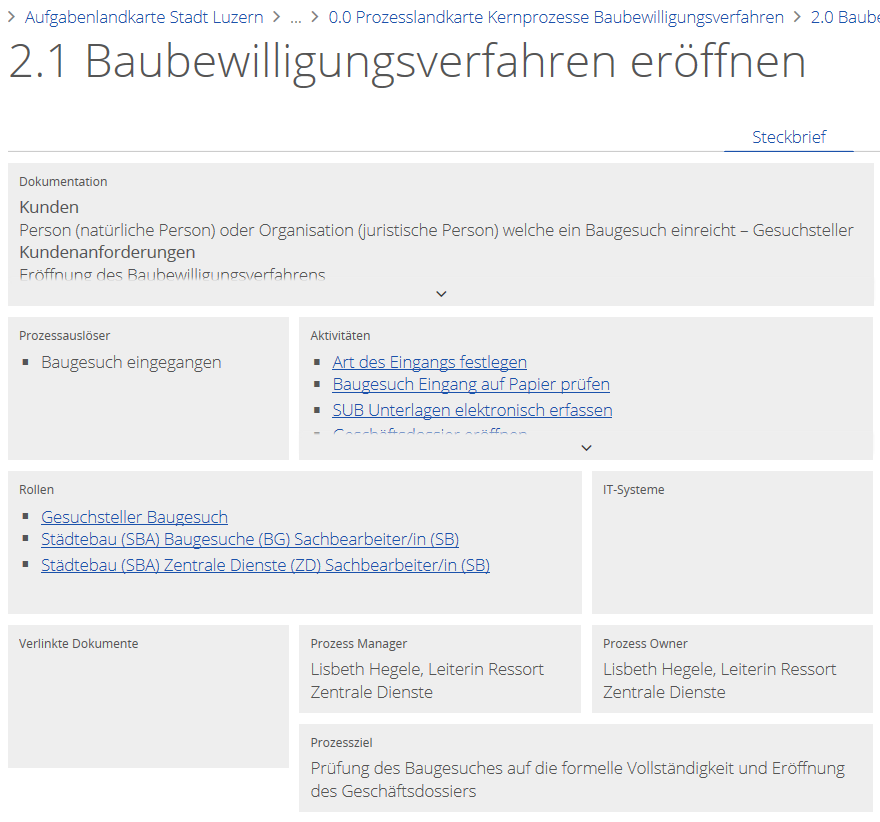 Aufgabenlandkarte Stadt Luzern > ... > 0.0 Prozesslandkarte Kernprozesse Baubewilligungsverfahren > 2.0
2.1 Baubewilligungsverfahren eröffnen
Steckbrief
Dokumentation
Kunden
Person (natürliche Person) oder Organisation (juristische Person) welche ein Baugesuch einreicht – Gesuchsteller
Kundenanforderungen
Eröffnung des Baubewilligungsverfahrens
Prozessauslöser
Baugesuch eingegangen
Aktivitäten
Art des Eingangs festlegen
Baugesuch Eingang auf Papier prüfen
SUB Unterlagen elektronisch erfassen
Geschäftsdossier eröffnen
Rollen
Gesuchsteller Baugesuch
Städtebau (SBA) Baugesuche (BG) Sachbearbeiter/in (SB)
Städtebau (SBA) Zentrale Dienste (ZD) Sachbearbeiter/in (SB)
IT-Systeme
Verlinkte Dokumente
Prozess Manager
Lisbeth Hegele, Leiterin Ressort
Zentrale Dienste
Prozess Owner
Lisbeth Hegele, Leiterin Ressort
Zentrale Dienste
Prozessziel
Prüfung des Baugesuches auf die formelle Vollständigkeit und Eröffnung
des Geschäftsdossiers